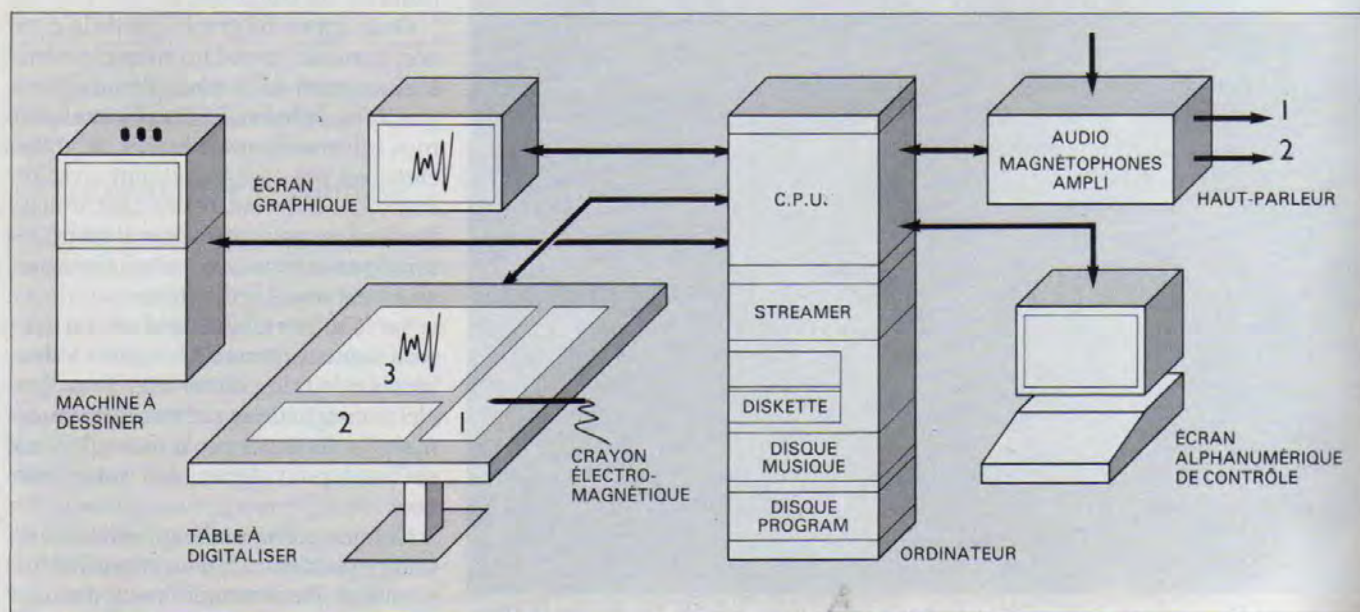 ÉCRAN
GRAPHIQUE
MACHINE À
DESSINER
3
2
1
CRAYON
ÉLECTRO-
MAGNÉTIQUE
TABLE À
DIGITALISER
C.P.U.
STREAMER
DISKETTE
DISQUE
MUSIQUE
DISQUE
PROGRAM
ORDINATEUR
AUDIO
MAGNÉTOPHONES
AMPLI
1
2
HAUT-PARLEUR
ÉCRAN
ALPHANUMÉRIQUE
DE CONTRÔLE